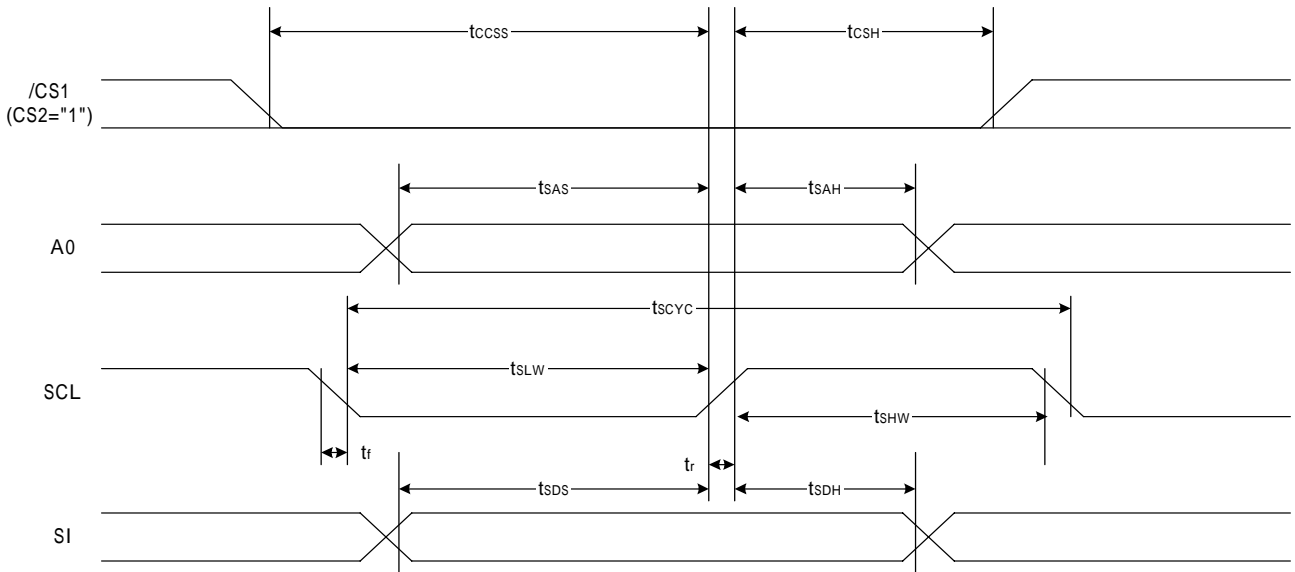 tCCSS
tCSH
/CS1
(CS2="1")
tSAS
tSAH
A0
tSCYC
tSLW
SCL
tSHW
tf
tr
tSDS
tSDH
SI